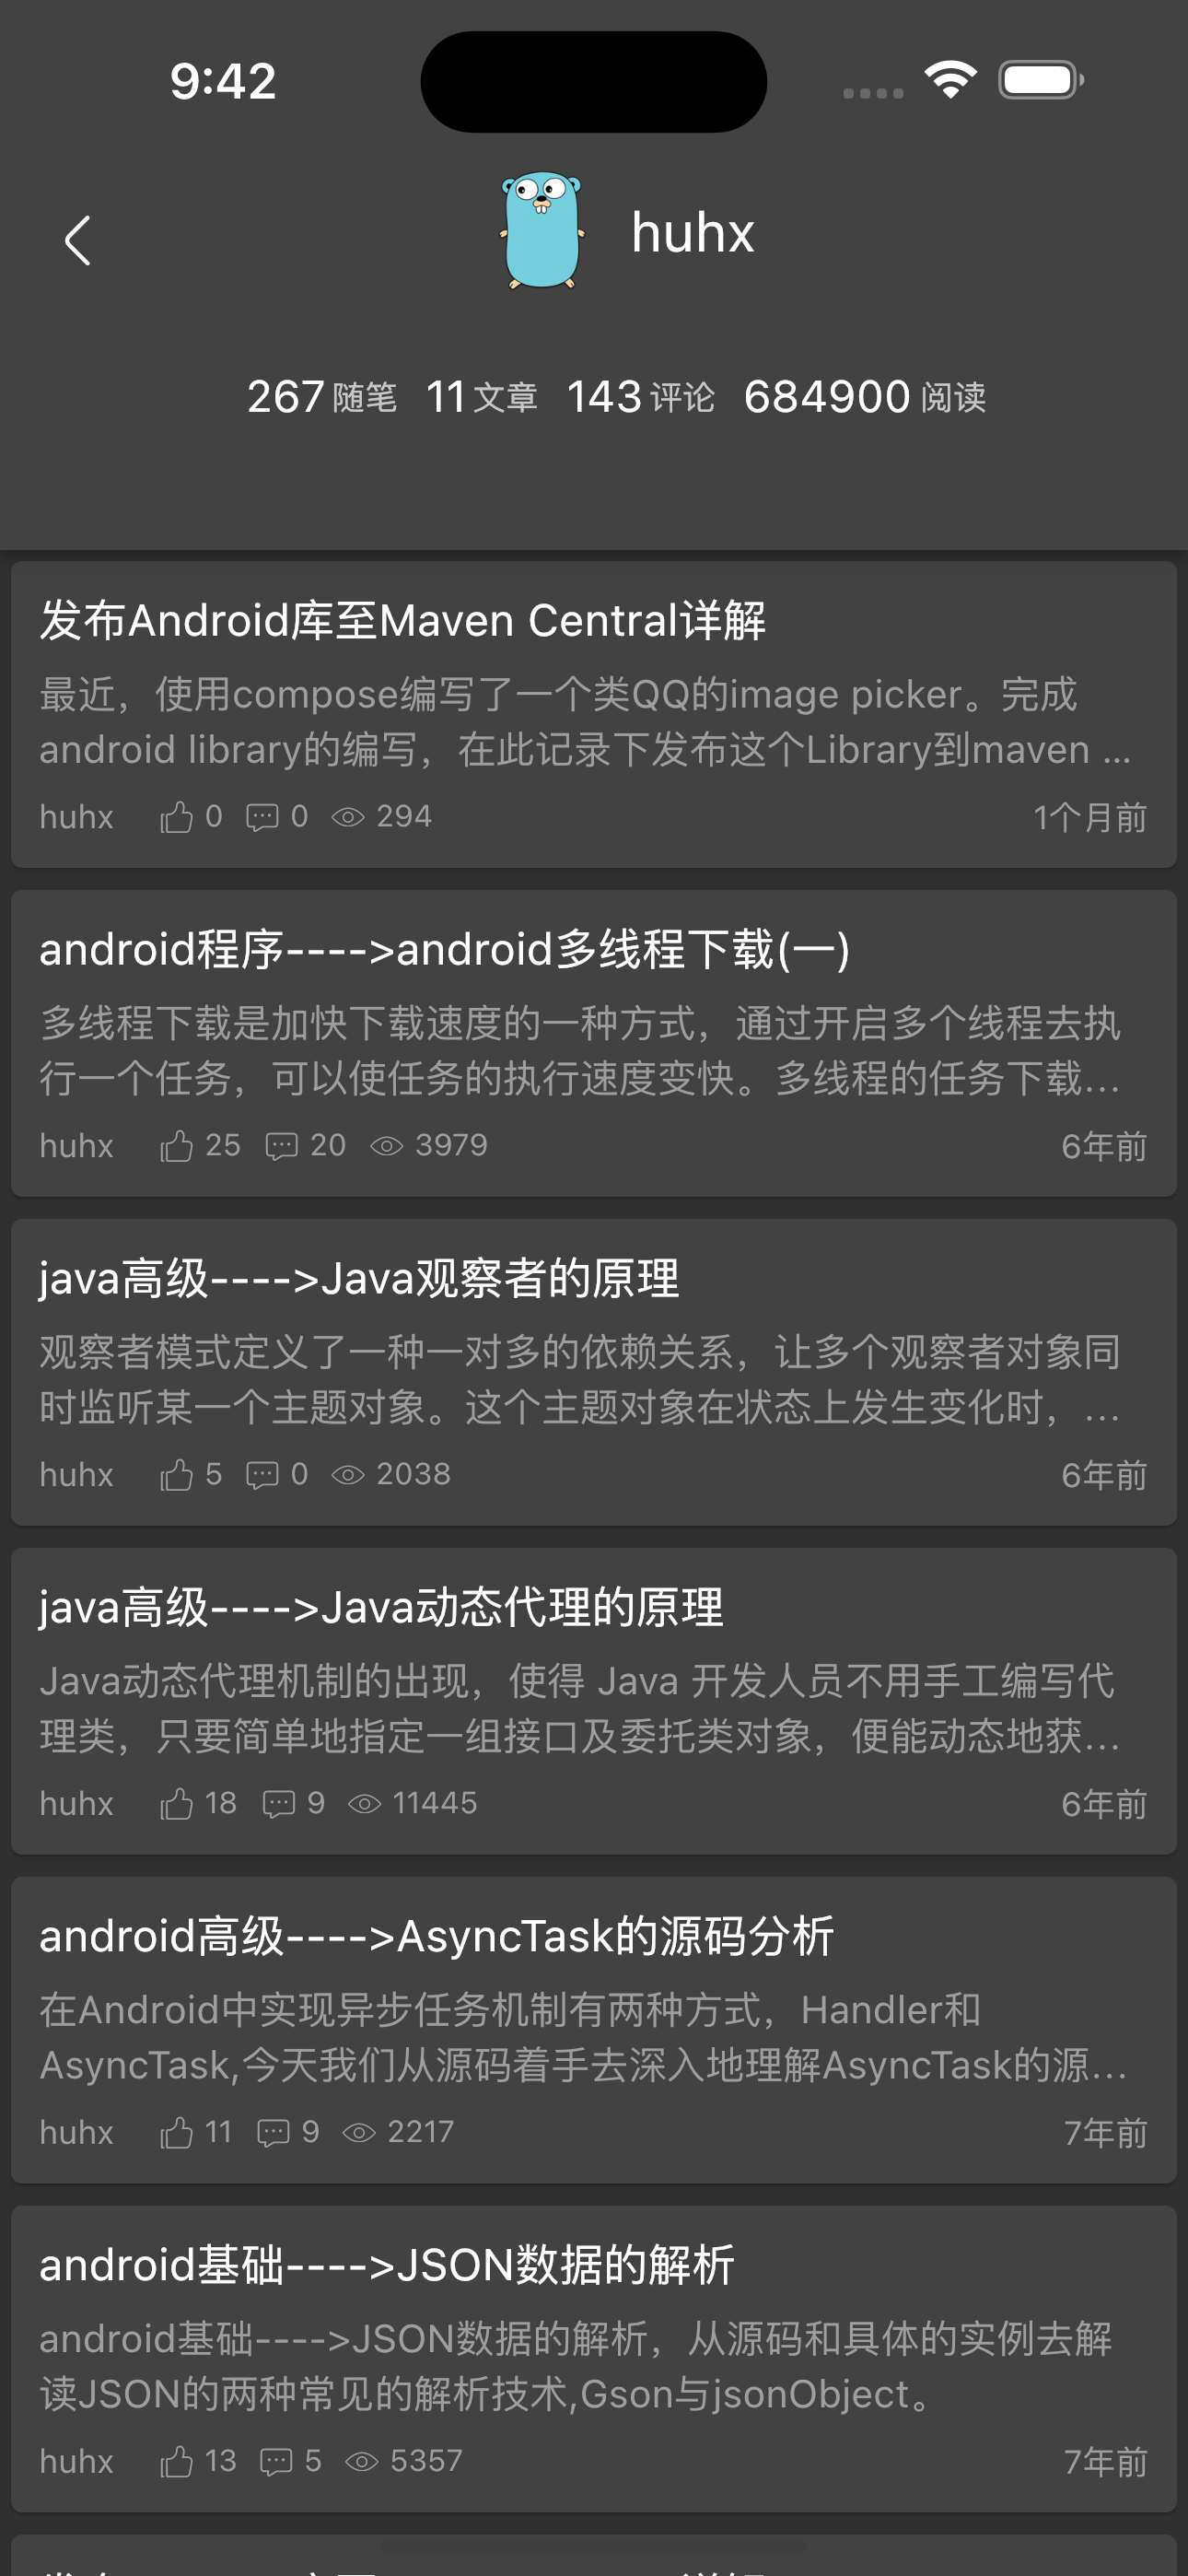 9:42
huhx
267随笔 11文章 143评论 684900阅读
发布Android库至Maven Central详解
最近，使用compose编写了一个类QQ的image picker。完成
android library的编写，在此记录下发布这个Library到maven ...
huhx 0 0 294 1个月前
android程序---->android多线程下载(一)
多线程下载是加快下载速度的一种方式，通过开启多个线程去执
行一个任务，可以使任务的执行速度变快。多线程的任务下载...
huhx 25 20 3979 6年前
java高级---->Java观察者的原理
观察者模式定义了一种一对多的依赖关系，让多个观察者对象同
时监听某一个主题对象。这个主题对象在状态上发生变化时，...
huhx 5 0 2038 6年前
java高级---->Java动态代理的原理
Java动态代理机制的出现，使得 Java 开发人员不用手工编写代
理类，只要简单地指定一组接口及委托类对象，便能动态地获...
huhx 18 9 11445 6年前
android高级---->AsyncTask的源码分析
在Android中实现异步任务机制有两种方式，Handler和
AsyncTask,今天我们从源码着手去深入地理解AsyncTask的源...
huhx 11 9 2217 7年前
android基础---->JSON数据的解析
android基础---->JSON数据的解析，从源码和具体的实例去解
读JSON的两种常见的解析技术,Gson与jsonObject。
huhx 13 5 5357 7年前